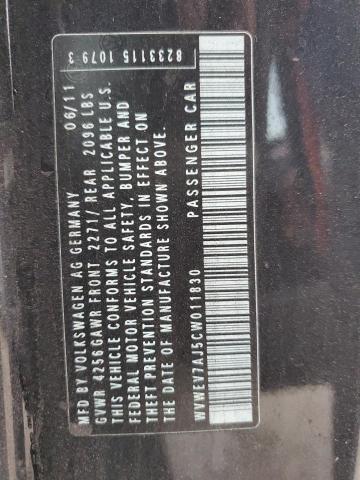 MFD BY VOLKSWAGEN AG GERMANY 06/11
GVWR 4256 GAWR FRONT 2271/ REAR 2096 LBS
THIS VEHICLE CONFORMS TO ALL APPLICABLE U.S.
FEDERAL MOTOR VEHICLE SAFETY, BUMPER AND
THEFT PREVENTION STANDARDS IN EFFECT ON
THE DATE OF MANUFACTURE SHOWN ABOVE.
8233115 1079 3
WVWEV7AJ5CW011830 PASSENGER CAR